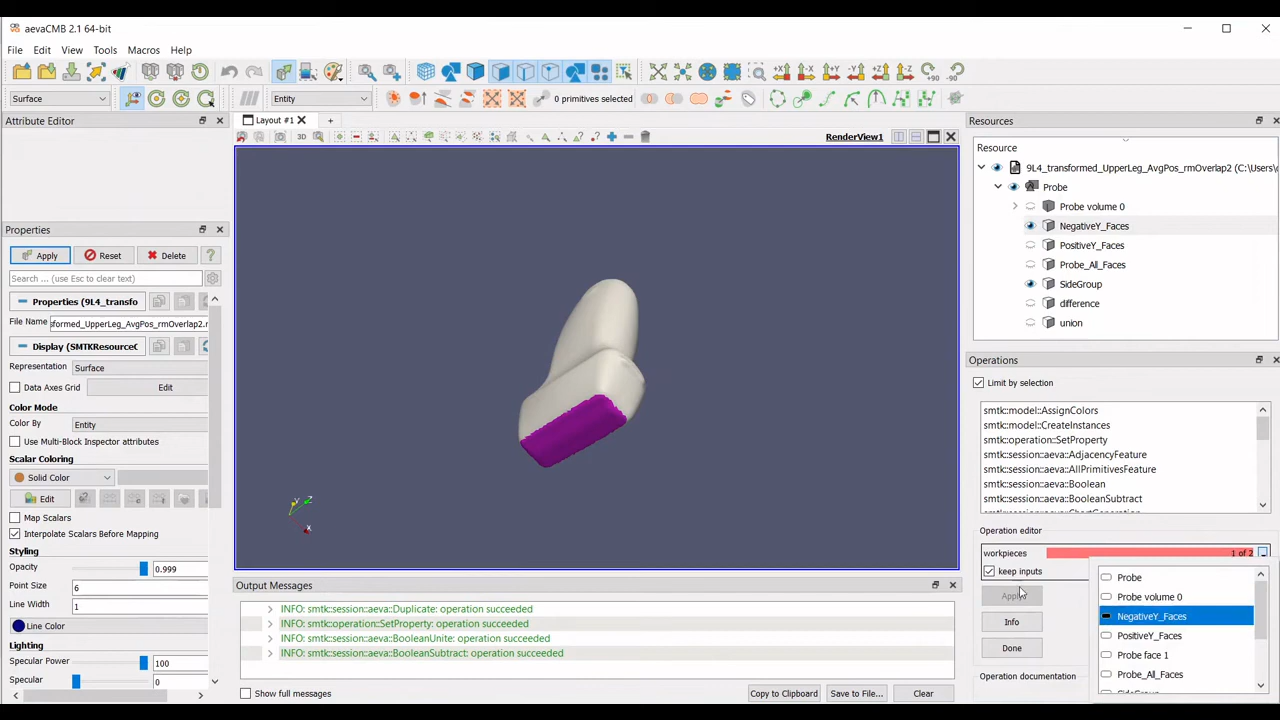 aevaCMB 2.1 64-bit
File Edit View Tools Macros Help
Surface
Entity
0 primitives selected
-90
Attribute Editor
Layout #1
3D
RenderView1
Resources
Resource
9L4_transformed_UpperLeg_AvgPos_rmOverlap2 (C:\Users\
Probe
Probe volume 0
NegativeY_Faces
PositiveY_Faces
Probe_All_Faces
SideGroup
difference
union
Properties
Apply Reset Delete ?
Search ... (use Esc to clear text)
Properties (9L4_transfo
File Name sformed_UpperLeg_AvgPos_rmOverlap2.r
Display (SMTKResourceC
Representation Surface
Data Axes Grid Edit
Color Mode
Color By Entity
Use Multi-Block Inspector attributes
Scalar Coloring
Solid Color
Edit
Map Scalars
Interpolate Scalars Before Mapping
Styling
Opacity 0.999
Point Size 6
Line Width 1
Line Color
Lighting
Specular Power 100
Specular 0
Y Z
X
Output Messages
INFO: smtk::session::aeva::Duplicate: operation succeeded
INFO: smtk::operation::SetProperty: operation succeeded
INFO: smtk::session::aeva::BooleanUnite: operation succeeded
INFO: smtk::session::aeva::BooleanSubtract: operation succeeded
Show full messages
Copy to Clipboard Save to File... Clear
Operations
Limit by selection
smtk::model::AssignColors
smtk::model::CreateInstances
smtk::operation::SetProperty
smtk::session::aeva::AdjacencyFeature
smtk::session::aeva::AllPrimitivesFeature
smtk::session::aeva::Boolean
smtk::session::aeva::BooleanSubtract
Operation editor
workpieces 1 of 2
keep inputs
Apply
Info
Done
Operation documentation
Probe
Probe volume 0
NegativeY_Faces
PositiveY_Faces
Probe face 1
Probe_All_Faces